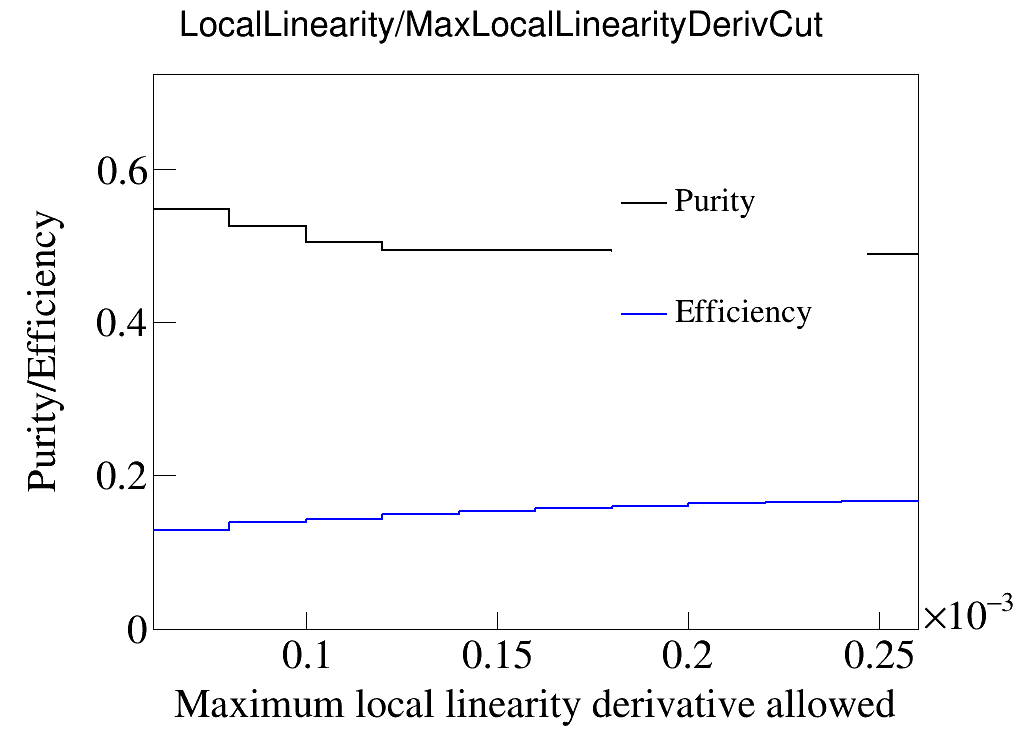 LocalLinearity/MaxLocalLinearityDerivCut
Purity/Efficiency
0.6
0.4
0.2
0
Purity
Efficiency
0.1
0.15
0.2
0.25
×10⁻³
Maximum local linearity derivative allowed